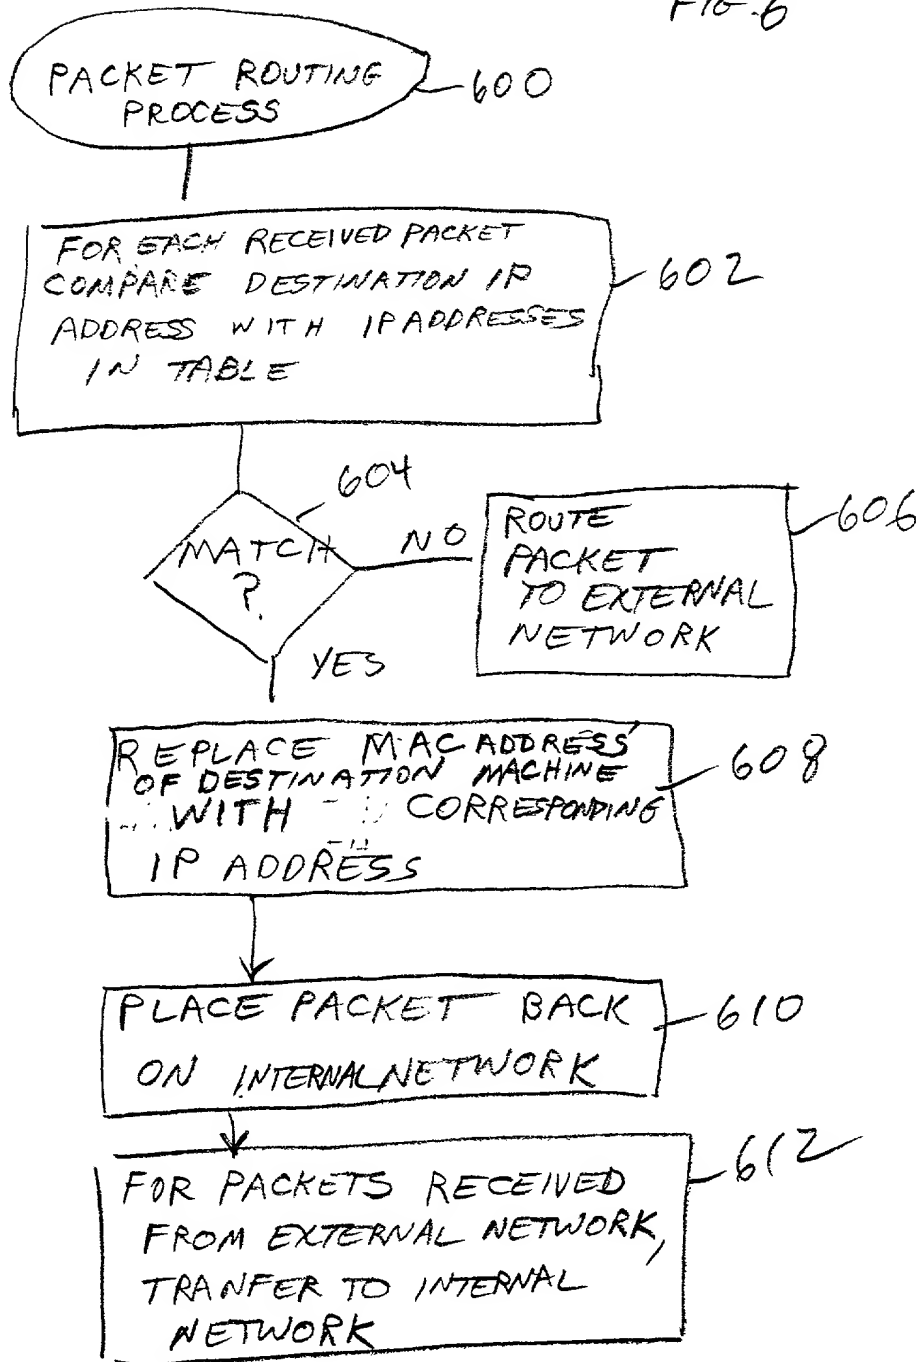 FIG. 6
PACKET ROUTING
PROCESS
600
FOR EACH RECEIVED PACKET
COMPARE DESTINATION IP
ADDRESS WITH IP ADDRESSES
IN TABLE
602
604
MATCH
?
NO
ROUTE
PACKET
TO EXTERNAL
NETWORK
606
YES
REPLACE MAC ADDRESS
OF DESTINATION MACHINE
WITH CORRESPONDING
IP ADDRESS
608
PLACE PACKET BACK
ON INTERNAL NETWORK
610
FOR PACKETS RECEIVED
FROM EXTERNAL NETWORK,
TRANFER TO INTERNAL
NETWORK
612